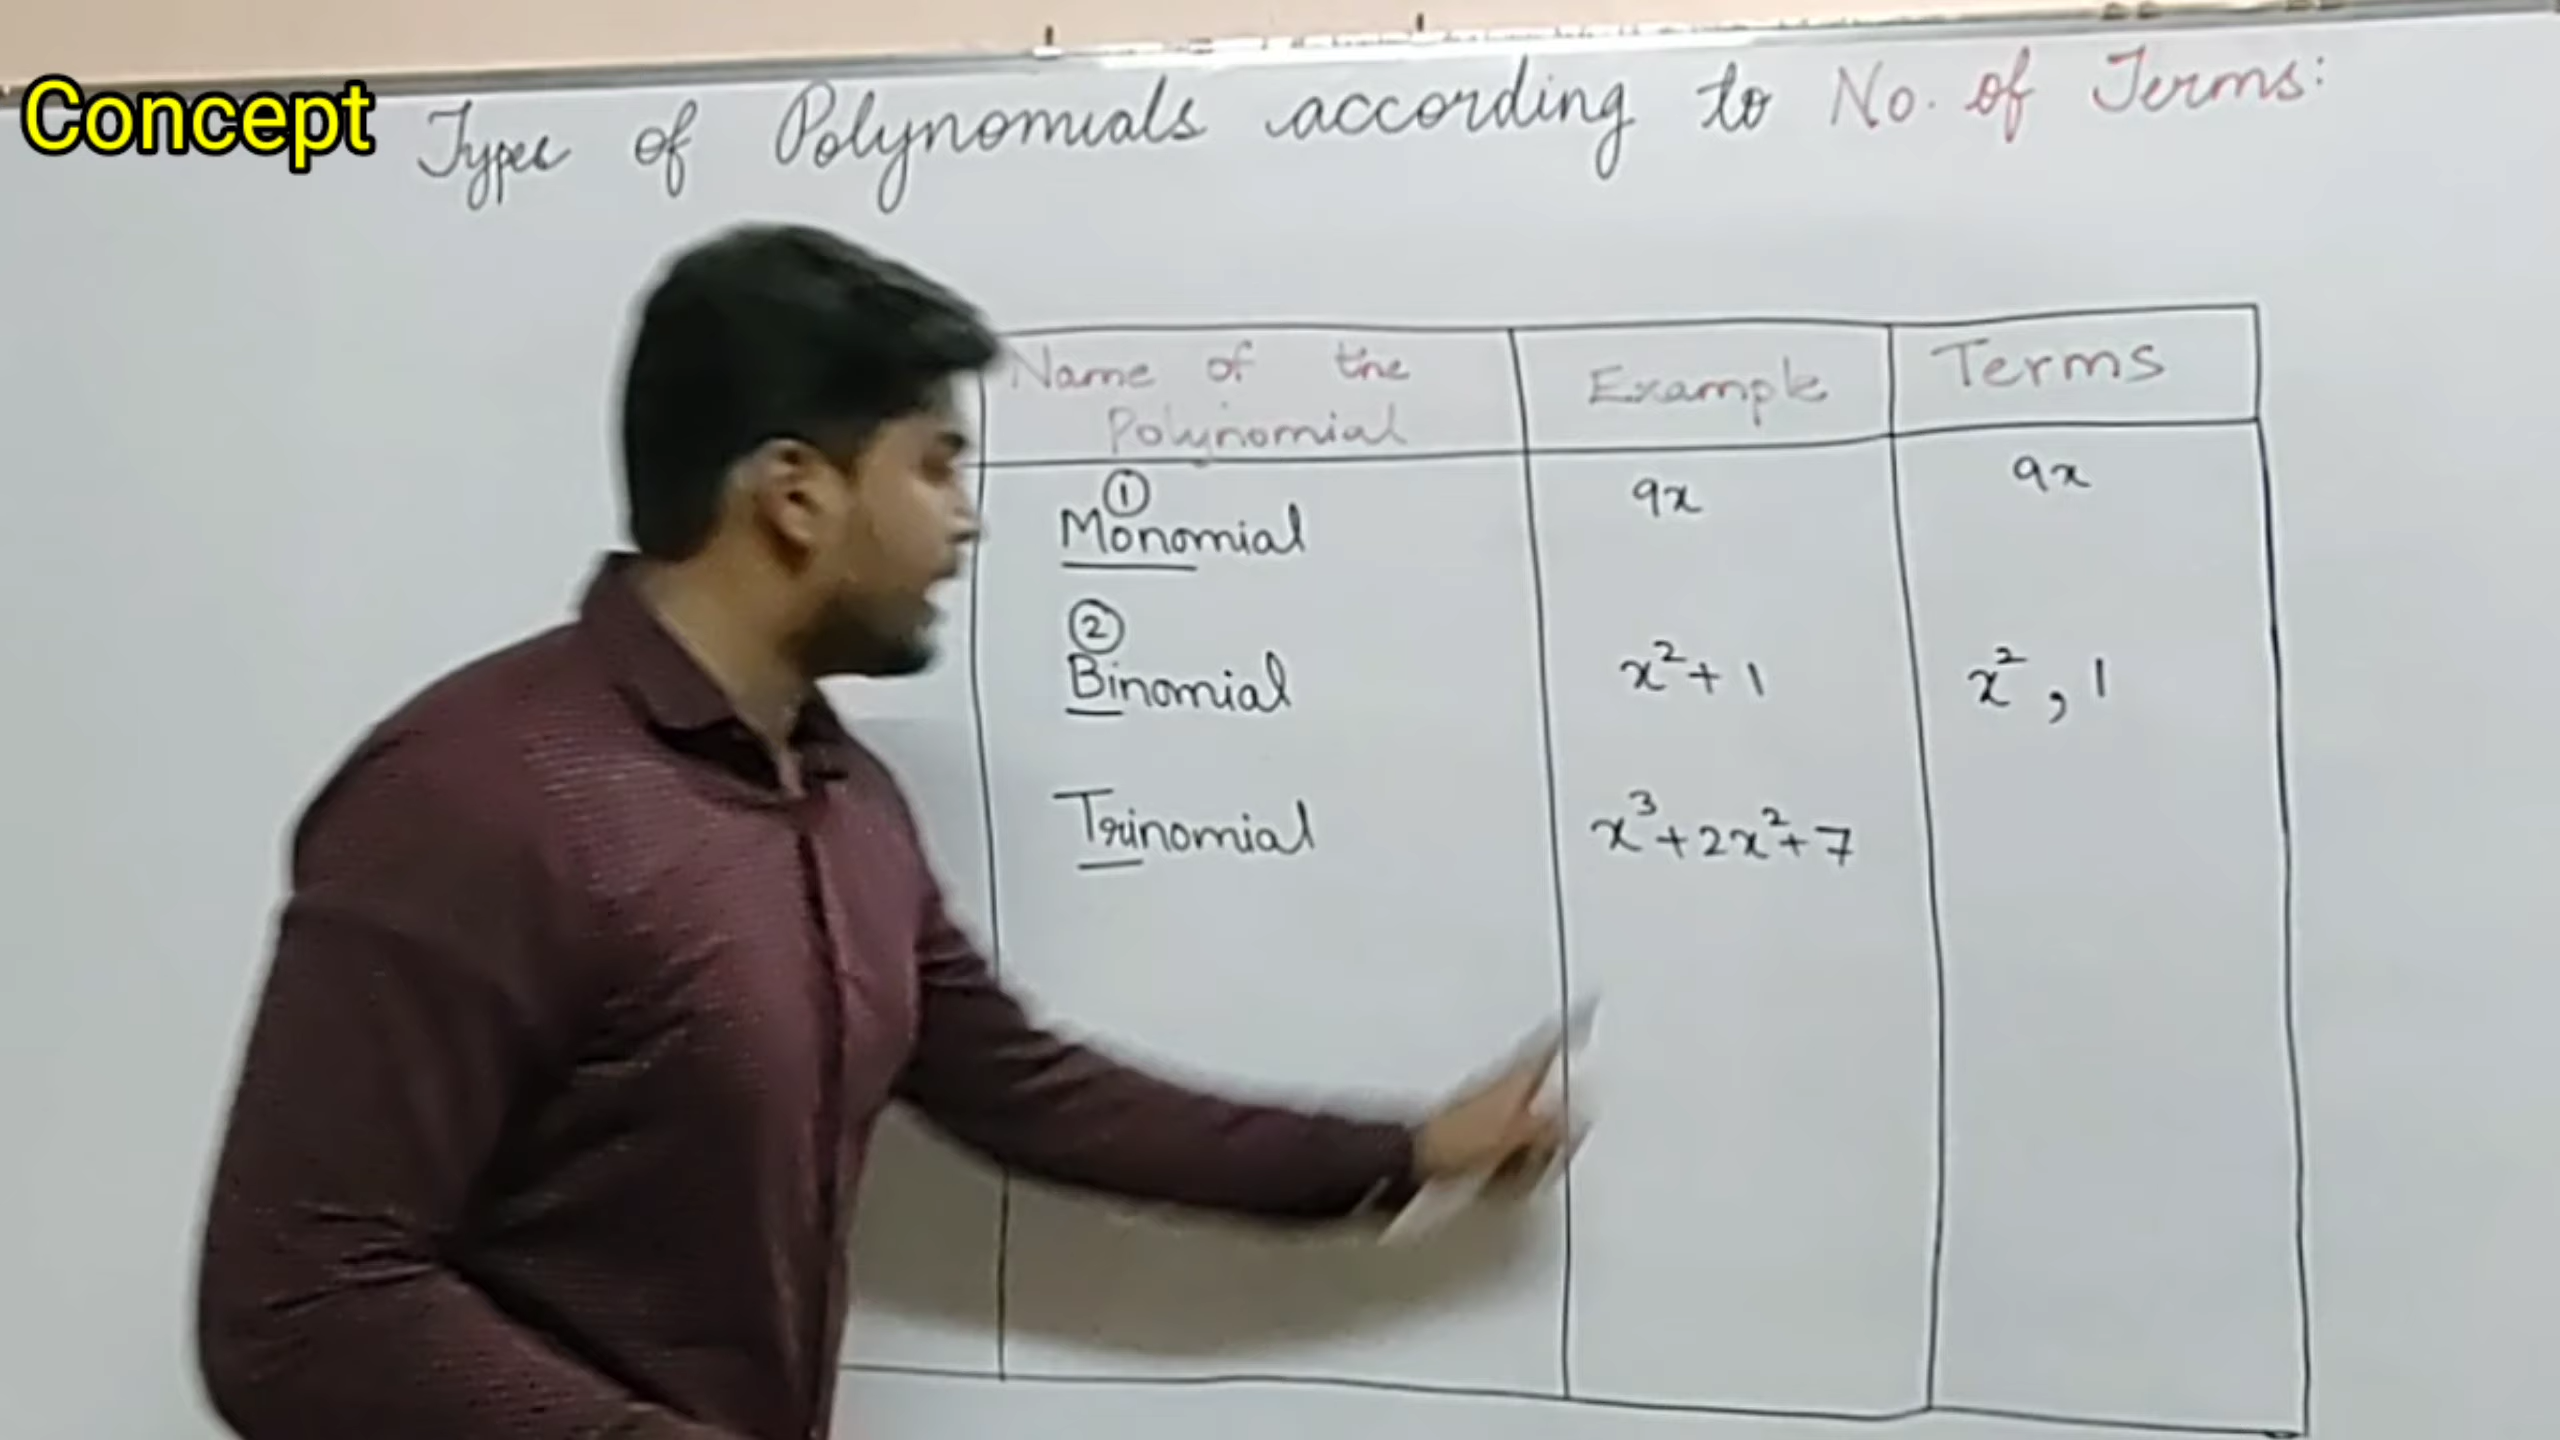 Concept
Types of Polynomials according to No. of Terms:
Name of the Polynomial Example Terms
① Monomial 9x 9x
② Binomial x²+1 x², 1
Trinomial x³+2x²+7